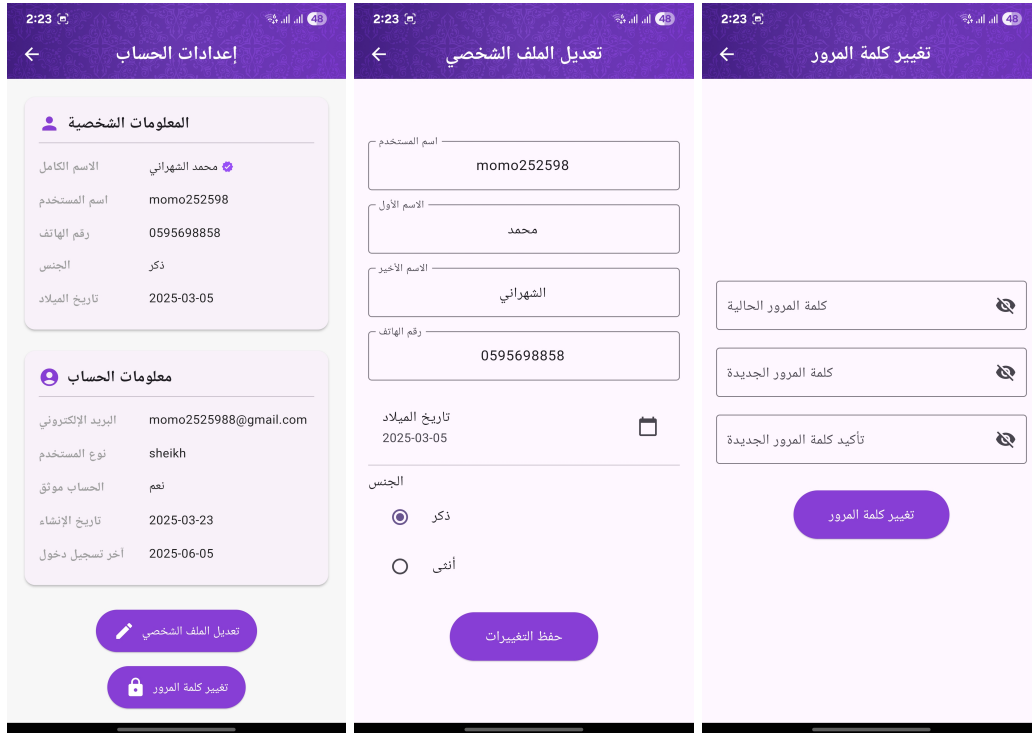 2:23
48
إعدادات الحساب
المعلومات الشخصية
الاسم الكامل محمد الشهراني
اسم المستخدم momo252598
رقم الهاتف 0595698858
الجنس ذكر
تاريخ الميلاد 2025-03-05
معلومات الحساب
البريد الإلكتروني momo2525988@gmail.com
نوع المستخدم sheikh
الحساب موثق نعم
تاريخ الإنشاء 2025-03-23
آخر تسجيل دخول 2025-06-05
تعديل الملف الشخصي
تغيير كلمة المرور
2:23
48
تعديل الملف الشخصي
اسم المستخدم
momo252598
الاسم الأول
محمد
الاسم الأخير
الشهراني
رقم الهاتف
0595698858
تاريخ الميلاد
2025-03-05
الجنس
ذكر
أنثى
حفظ التغييرات
2:23
48
تغيير كلمة المرور
كلمة المرور الحالية
كلمة المرور الجديدة
تأكيد كلمة المرور الجديدة
تغيير كلمة المرور